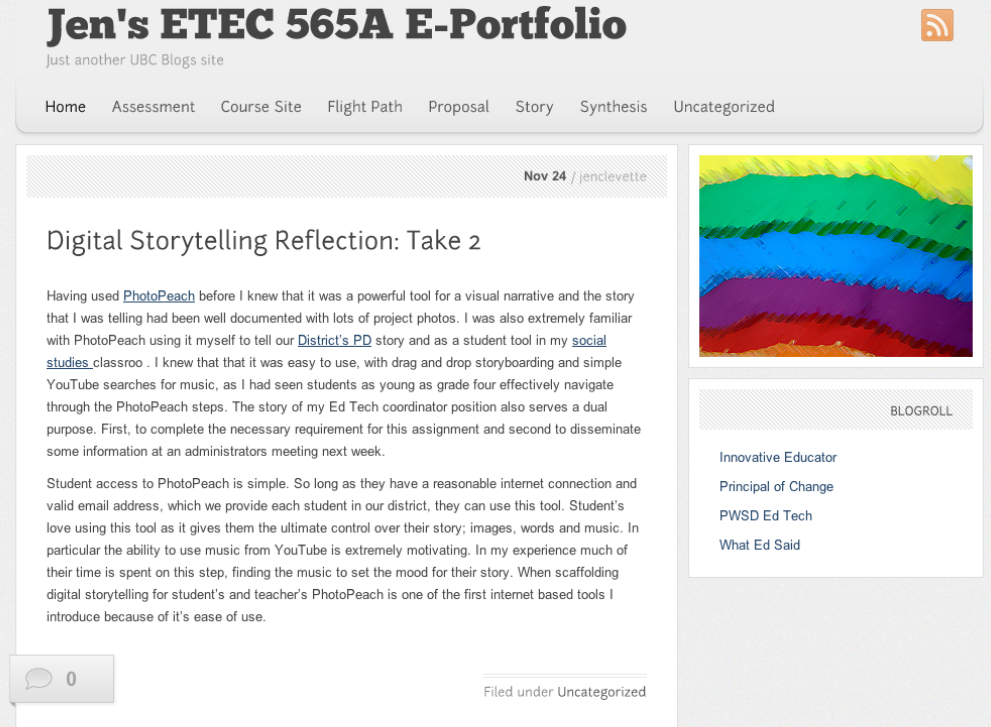 Jen's ETEC 565A E-Portfolio
Just another UBC Blogs site
Home Assessment Course Site Flight Path Proposal Story Synthesis Uncategorized
Nov 24 / jenclevette
Digital Storytelling Reflection: Take 2
Having used PhotoPeach before I knew that it was a powerful tool for a visual narrative and the story
that I was telling had been well documented with lots of project photos. I was also extremely familiar
with PhotoPeach using it myself to tell our District's PD story and as a student tool in my social
studies classroo . I knew that that it was easy to use, with drag and drop storyboarding and simple
YouTube searches for music, as I had seen students as young as grade four effectively navigate
through the PhotoPeach steps. The story of my Ed Tech coordinator position also serves a dual
purpose. First, to complete the necessary requirement for this assignment and second to disseminate
some information at an administrators meeting next week.
Student access to PhotoPeach is simple. So long as they have a reasonable internet connection and
valid email address, which we provide each student in our district, they can use this tool. Student's
love using this tool as it gives them the ultimate control over their story; images, words and music. In
particular the ability to use music from YouTube is extremely motivating. In my experience much of
their time is spent on this step, finding the music to set the mood for their story. When scaffolding
digital storytelling for student's and teacher's PhotoPeach is one of the first internet based tools I
introduce because of it's ease of use.
0
Filed under Uncategorized
BLOGROLL
Innovative Educator
Principal of Change
PWSD Ed Tech
What Ed Said